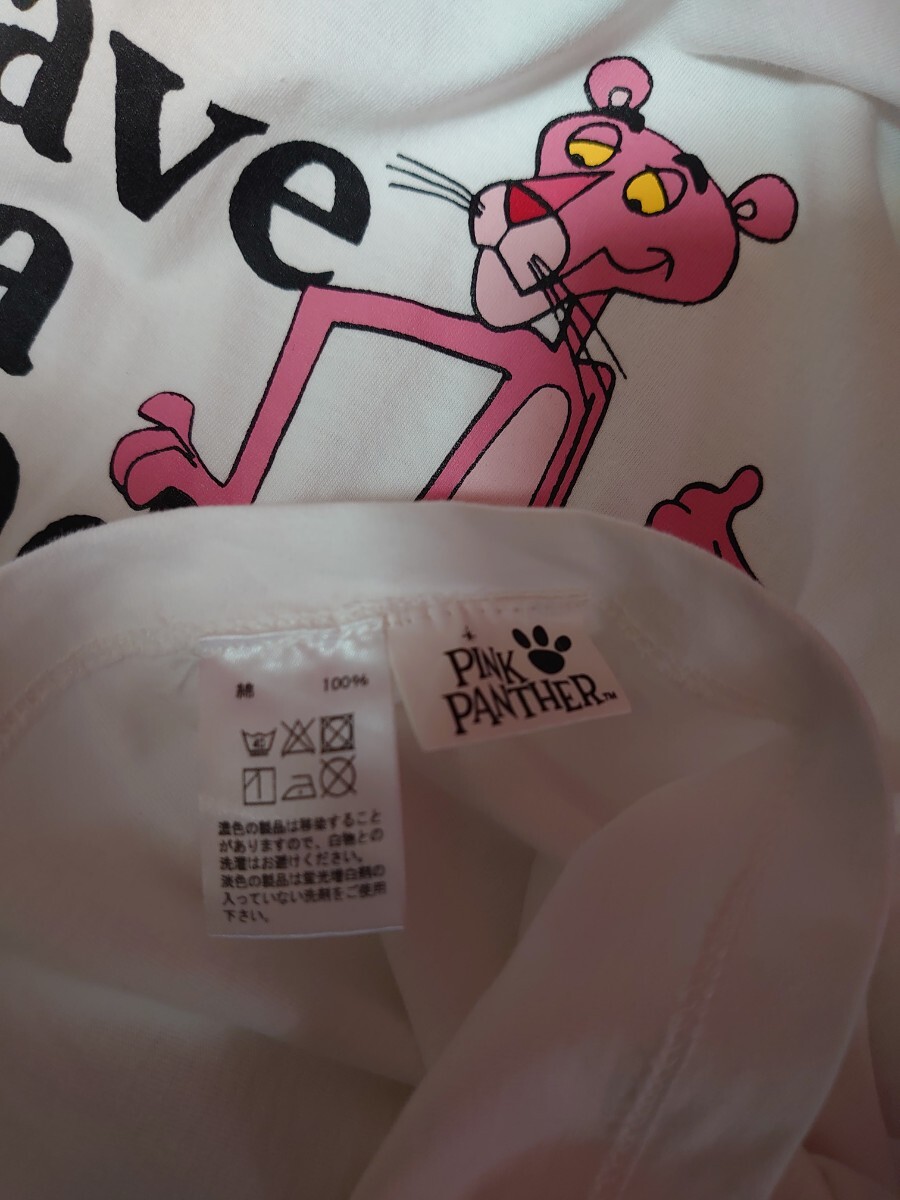 ave
a
綿 100%
濃色の製品は移染すること
がありますので、白物との
洗濯はお避けください。
淡色の製品は蛍光増白剤の
入っていない洗剤をご使用
下さい。
PINK
PANTHER™